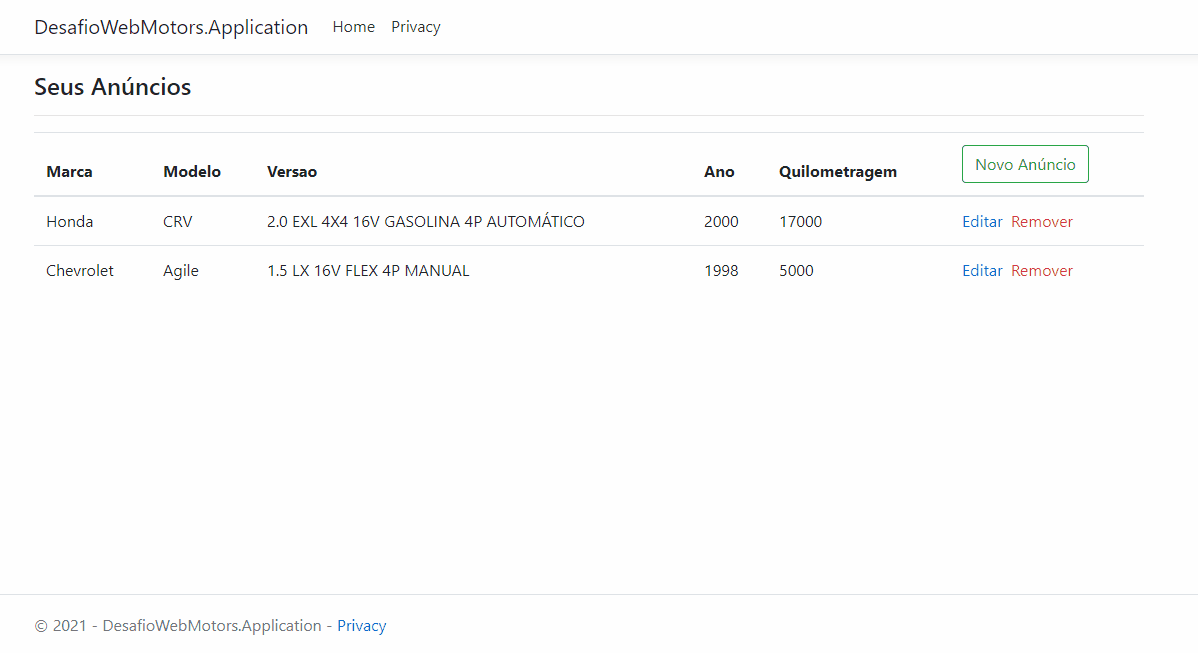 DesafioWebMotors.Application Home Privacy
Seus Anúncios
Marca Modelo Versao Ano Quilometragem Novo Anúncio
Honda CRV 2.0 EXL 4X4 16V GASOLINA 4P AUTOMÁTICO 2000 17000 Editar Remover
Chevrolet Agile 1.5 LX 16V FLEX 4P MANUAL 1998 5000 Editar Remover
© 2021 - DesafioWebMotors.Application - Privacy